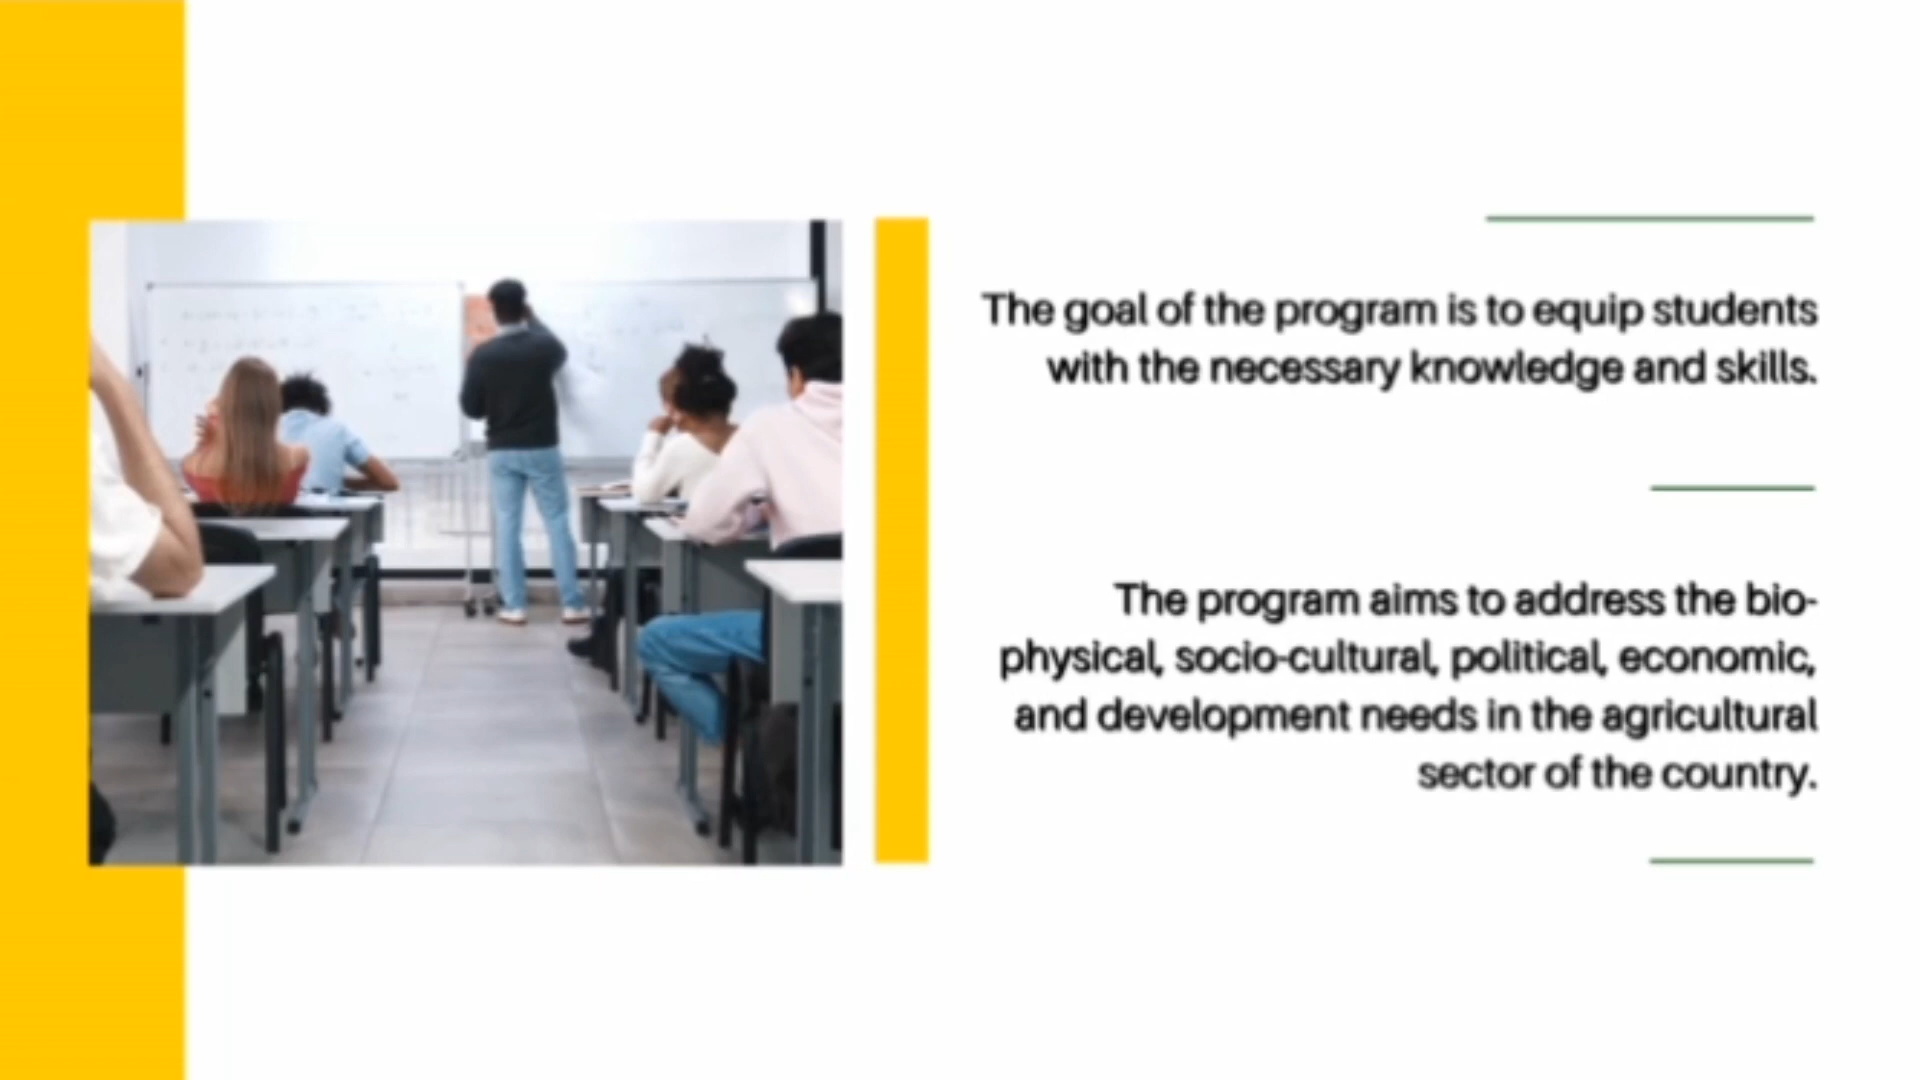 The goal of the program is to equip students
with the necessary knowledge and skills.
The program aims to address the bio-
physical, socio-cultural, political, economic,
and development needs in the agricultural
sector of the country.